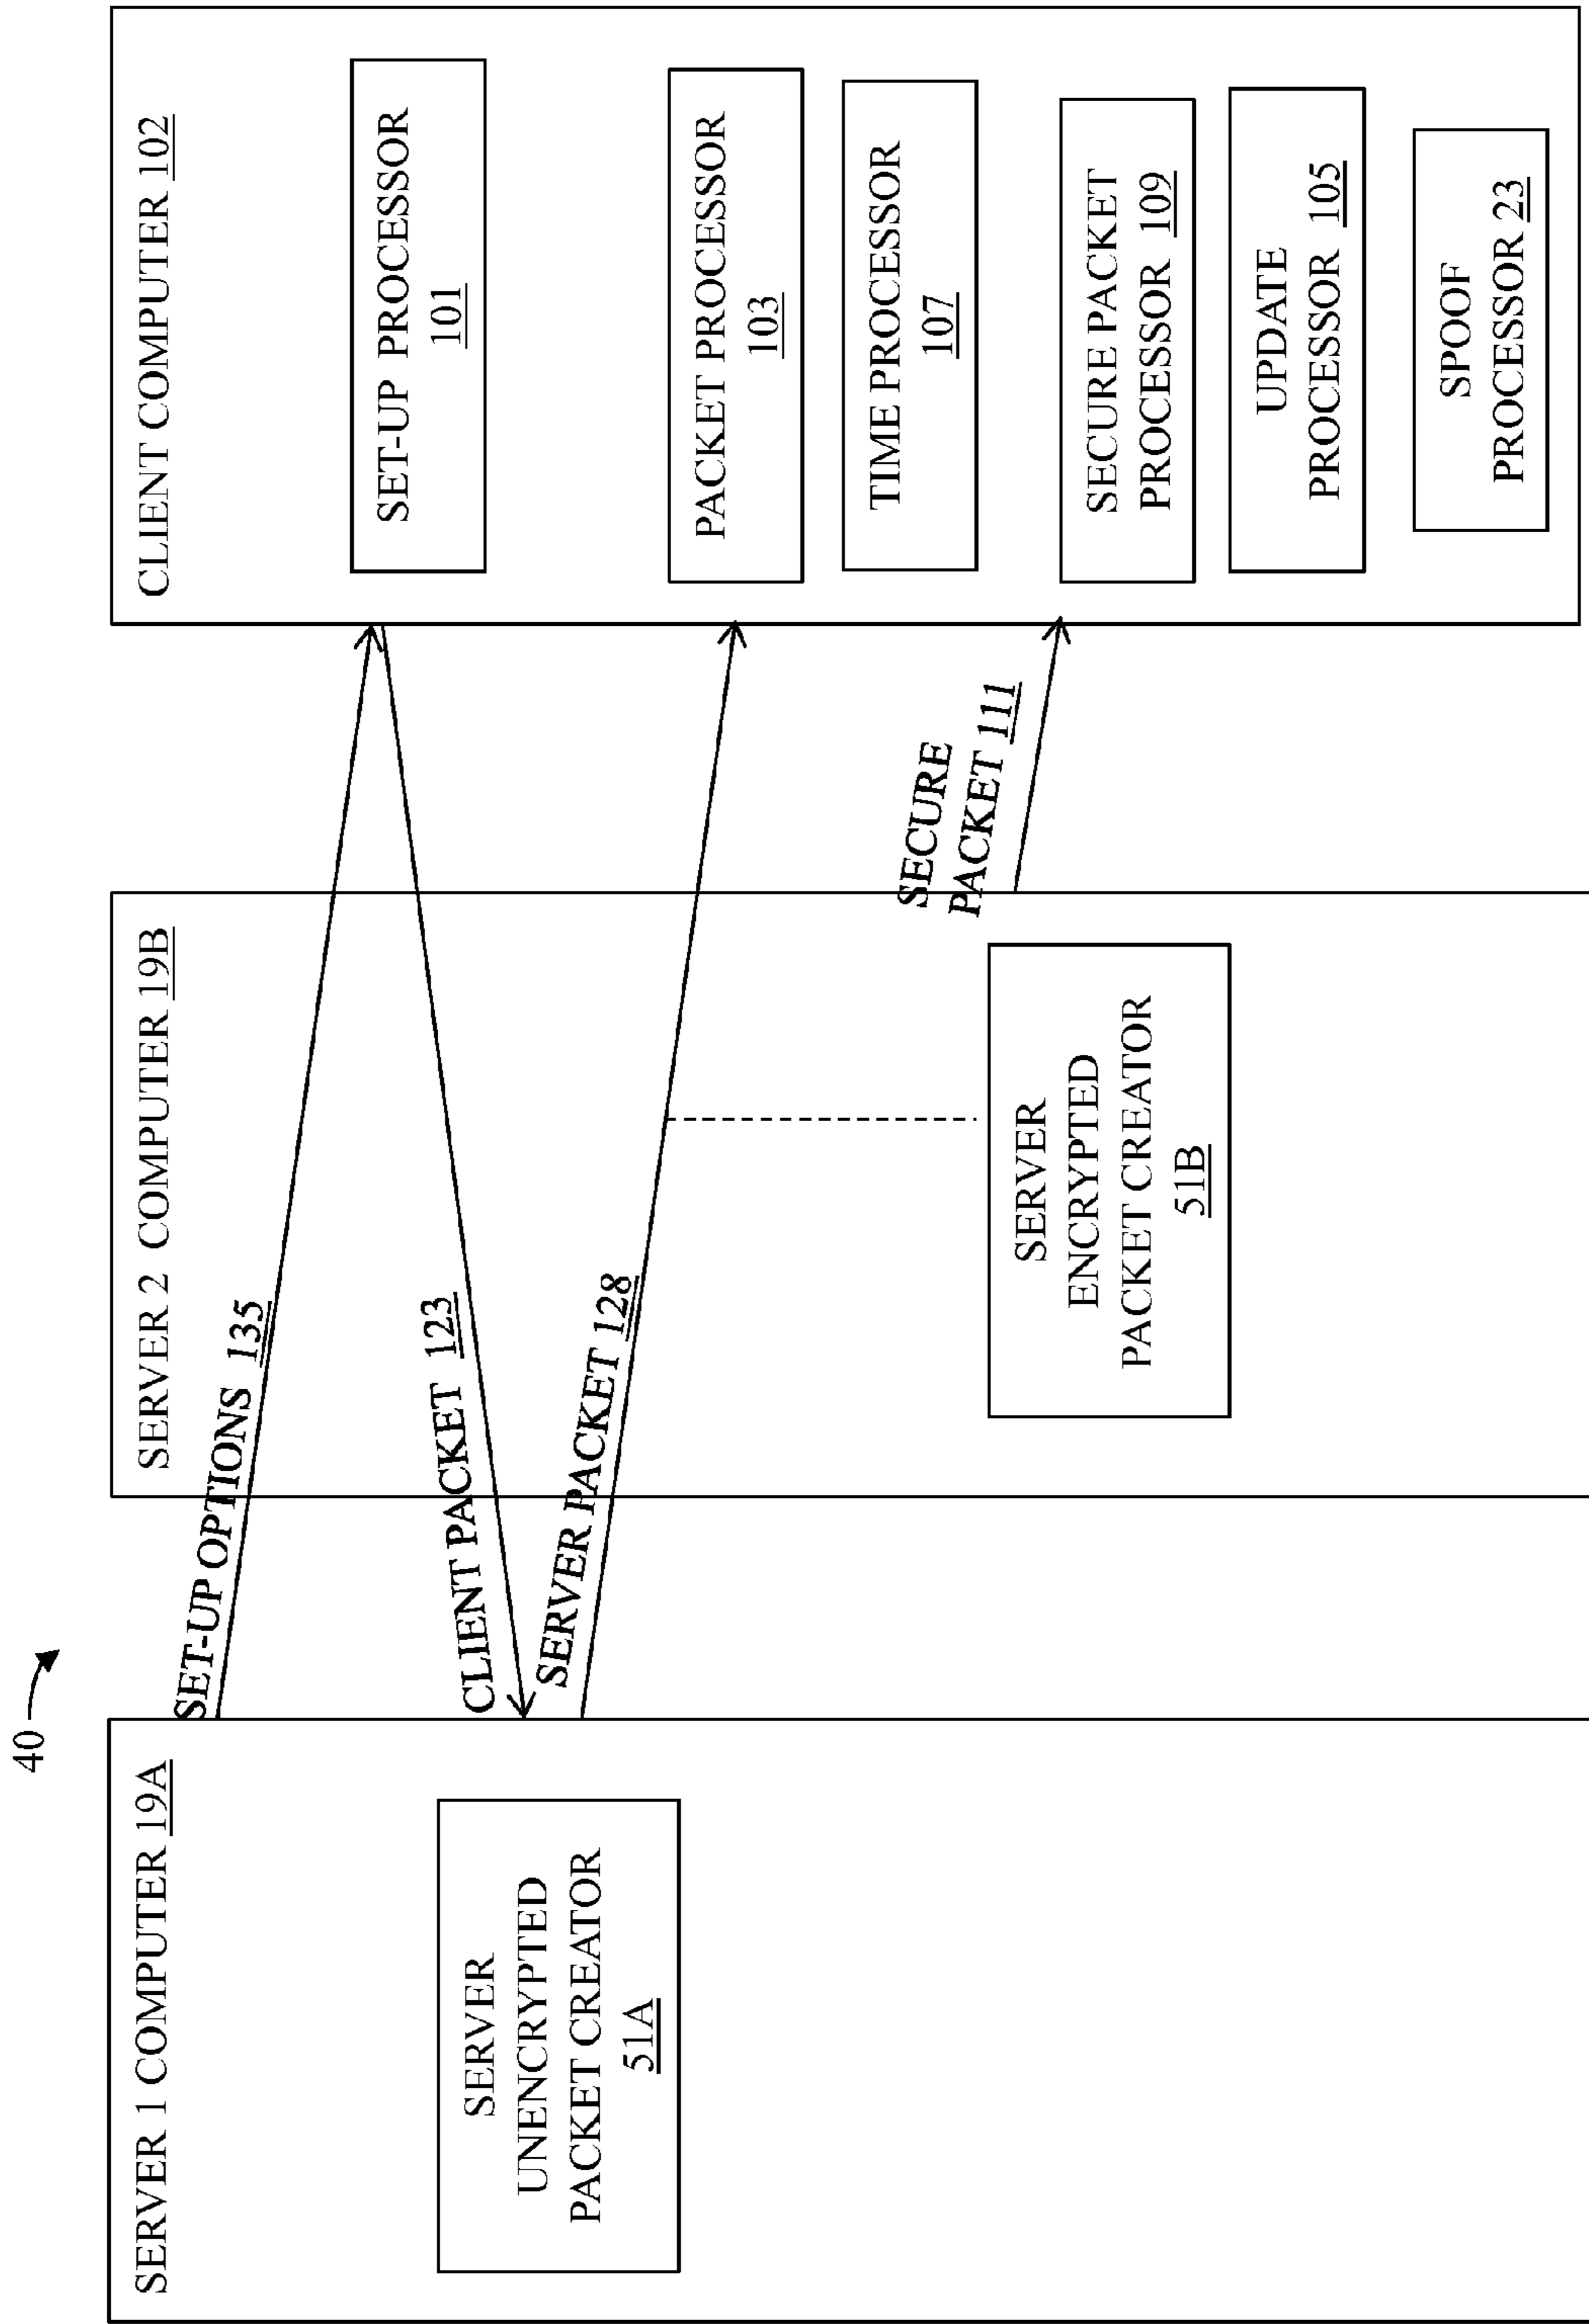 40
SERVER 1 COMPUTER 19A
SERVER
UNENCRYPTED
PACKET CREATOR
51A
SET-UP OPTIONS 135
CLIENT PACKET 123
SERVER PACKET 128
SERVER 2 COMPUTER 19B
SERVER
ENCRYPTED
PACKET CREATOR
51B
SECURE
PACKET 111
CLIENT COMPUTER 102
SET-UP PROCESSOR
101
PACKET PROCESSOR
103
TIME PROCESSOR
107
SECURE PACKET
PROCESSOR 109
UPDATE
PROCESSOR 105
SPOOF
PROCESSOR 23